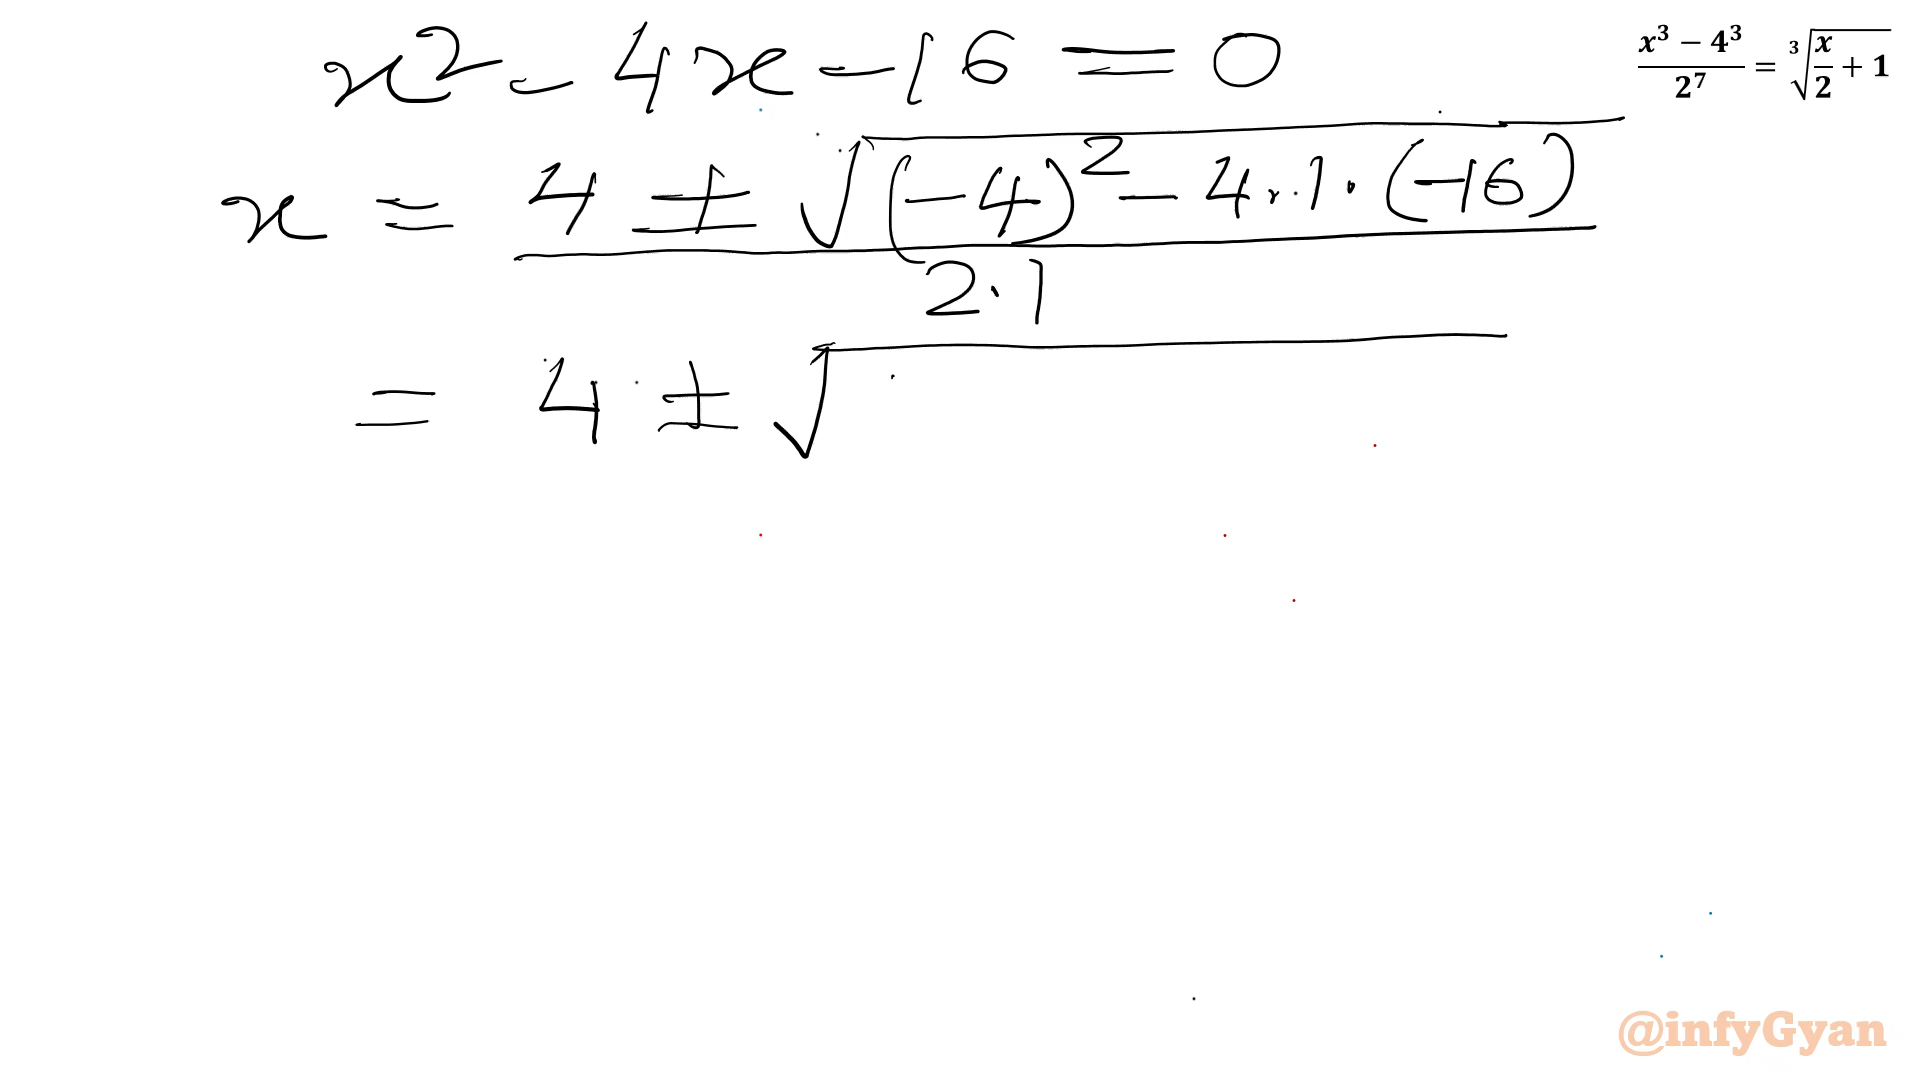 x² - 4x - 16 = 0
x³ - 4³ / 2⁷ = ∛(x/2 + 1)
x = 4 ± √(-4)² - 4 · 1 · (-16) / 2 · 1
= 4 ± √
@infyGyan